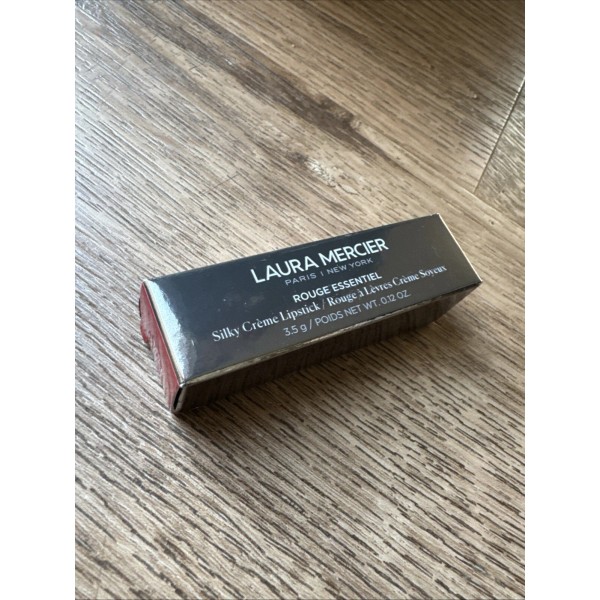 LAURA MERCIER
PARIS | NEW YORK
ROUGE ESSENTIEL
Silky Crème Lipstick / Rouge à Lèvres Crème Soyeux
3.5 g / POIDS NET WT. 0.12 OZ.